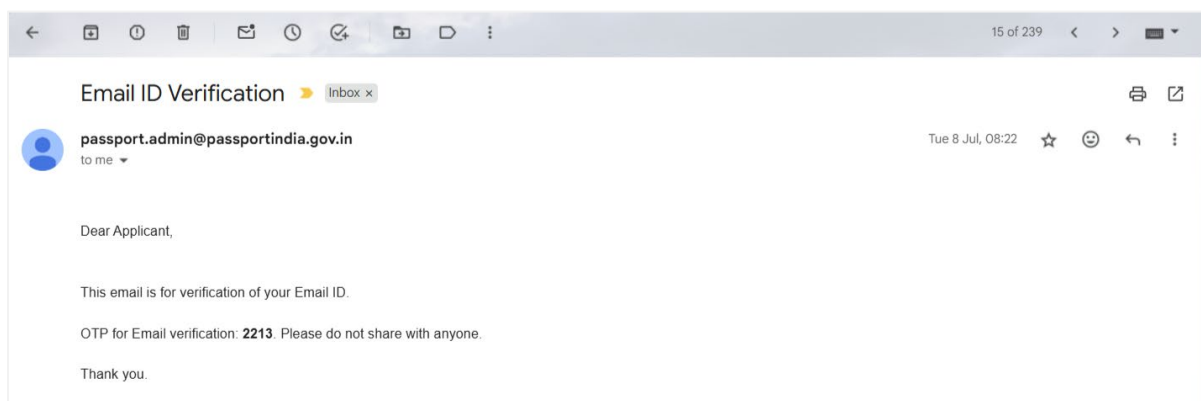 15 of 239
Email ID Verification Inbox ×
passport.admin@passportindia.gov.in Tue 8 Jul, 08:22
to me
Dear Applicant,
This email is for verification of your Email ID.
OTP for Email verification: 2213. Please do not share with anyone.
Thank you.